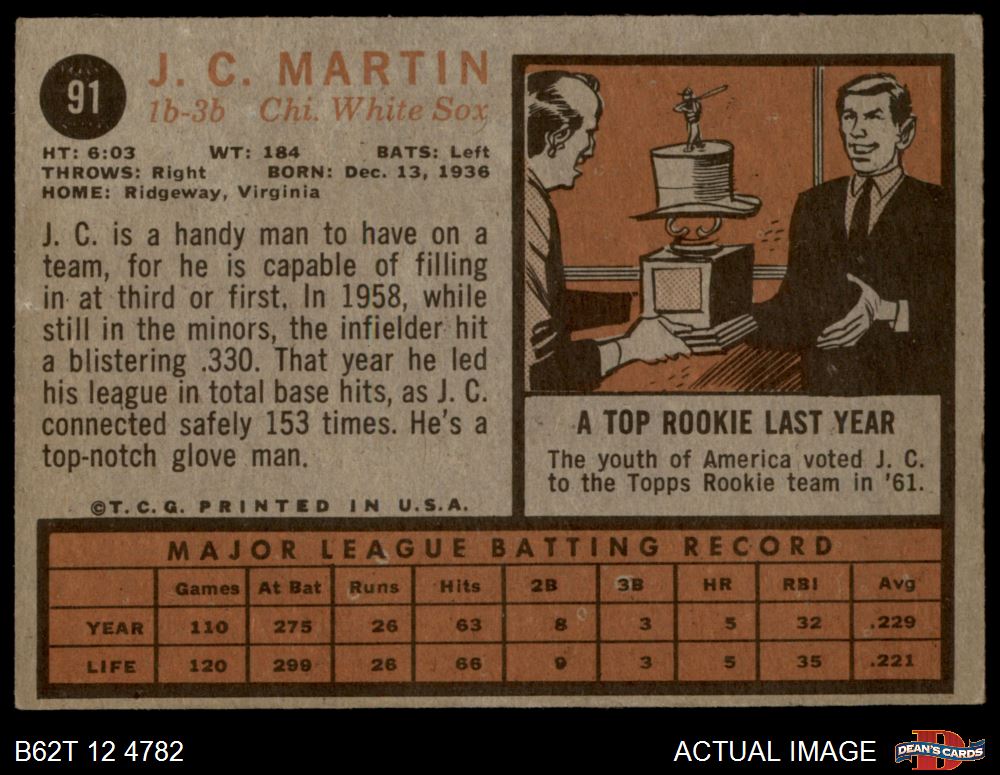 91
J. C. MARTIN
1b-3b Chi. White Sox
HT: 6:03 WT: 184 BATS: Left
THROWS: Right BORN: Dec. 13, 1936
HOME: Ridgeway, Virginia
J. C. is a handy man to have on a
team, for he is capable of filling
in at third or first. In 1958, while
still in the minors, the infielder hit
a blistering .330. That year he led
his league in total base hits, as J. C.
connected safely 153 times. He's a
top-notch glove man.
©T.C.G. PRINTED IN U.S.A.
A TOP ROOKIE LAST YEAR
The youth of America voted J. C.
to the Topps Rookie team in '61.
MAJOR LEAGUE BATTING RECORD
Games At Bat Runs Hits 2B 3B HR RBI Avg
YEAR 110 275 26 63 8 3 5 32 .229
LIFE 120 299 26 66 9 3 5 35 .221
B62T 12 4782
ACTUAL IMAGE
DEAN'S CARDS